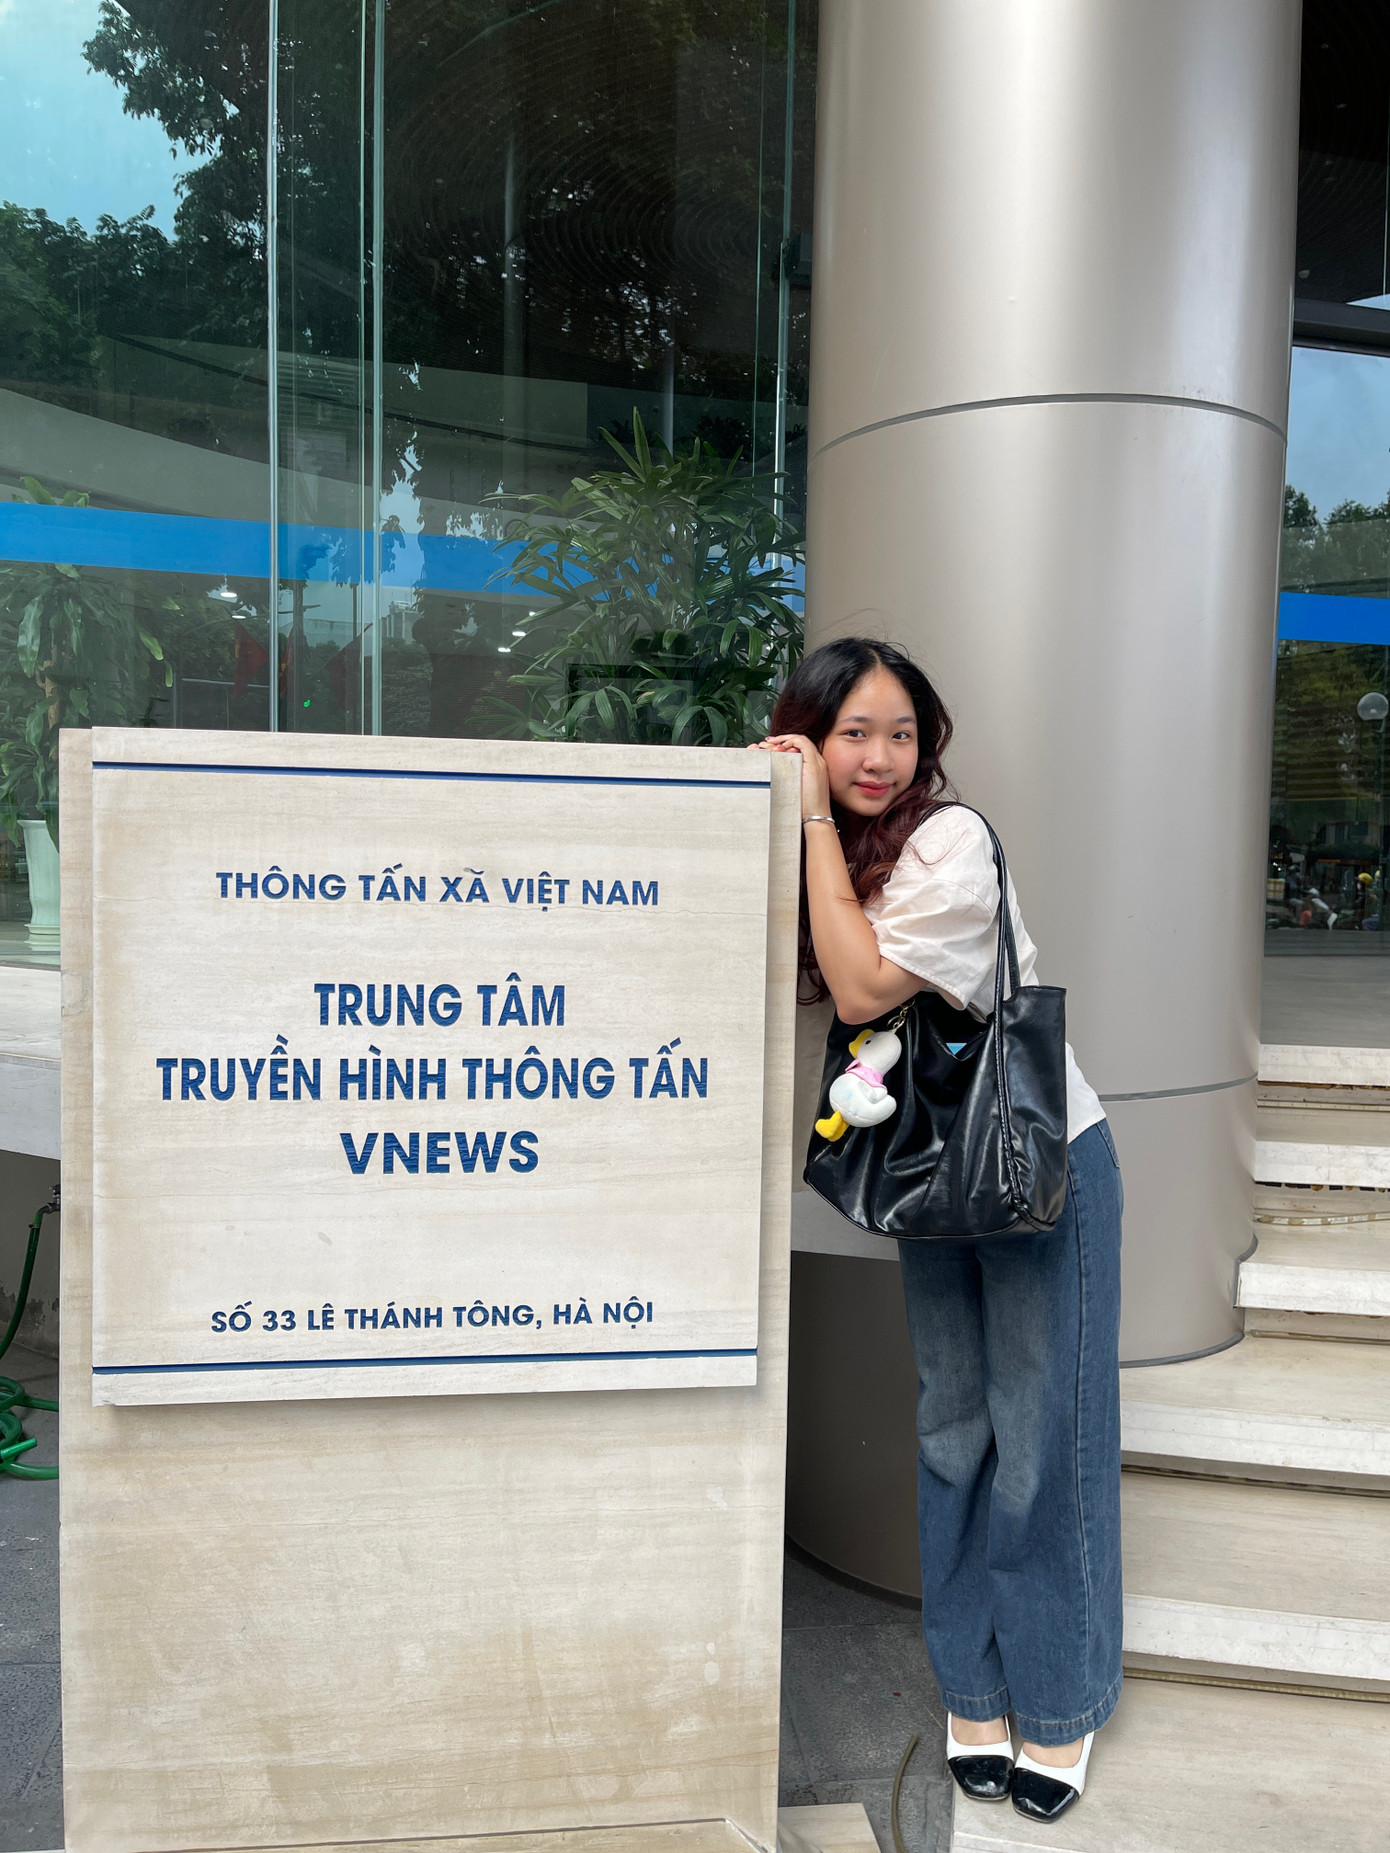 THÔNG TẤN XÃ VIỆT NAM
TRUNG TÂM
TRUYỀN HÌNH THÔNG TẤN
VNEWS
SỐ 33 LÊ THÁNH TÔNG, HÀ NỘI